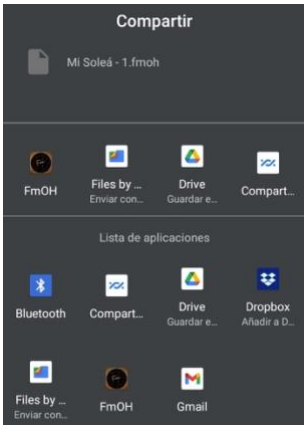 Compartir
Mi Soleá - 1.fmoh
FmOH
Files by ...
Enviar con...
Drive
Guardar e...
Compart...
Lista de aplicaciones
Bluetooth
Compart...
Drive
Guardar e...
Dropbox
Añadir a D...
Files by ...
Enviar con...
FmOH
Gmail